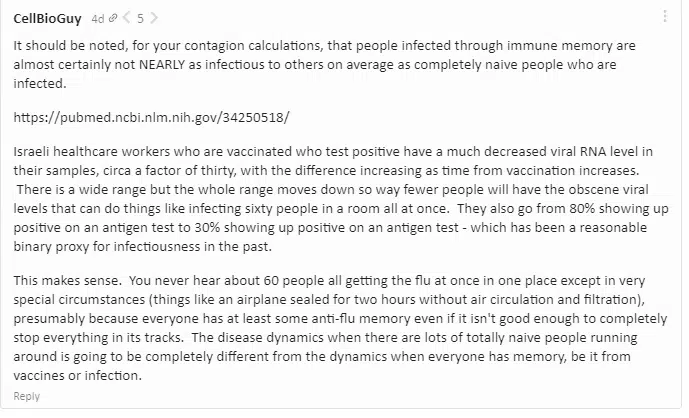 CellBioGuy 4d 5
It should be noted, for your contagion calculations, that people infected through immune memory are
almost certainly not NEARLY as infectious to others on average as completely naive people who are
infected.
https://pubmed.ncbi.nlm.nih.gov/34250518/
Israeli healthcare workers who are vaccinated who test positive have a much decreased viral RNA level in
their samples, circa a factor of thirty, with the difference increasing as time from vaccination increases.
There is a wide range but the whole range moves down so way fewer people will have the obscene viral
levels that can do things like infecting sixty people in a room all at once. They also go from 80% showing up
positive on an antigen test to 30% showing up positive on an antigen test - which has been a reasonable
binary proxy for infectiousness in the past.
This makes sense. You never hear about 60 people all getting the flu at once in one place except in very
special circumstances (things like an airplane sealed for two hours without air circulation and filtration),
presumably because everyone has at least some anti-flu memory even if it isn't good enough to completely
stop everything in its tracks. The disease dynamics when there are lots of totally naive people running
around is going to be completely different from the dynamics when everyone has memory, be it from
vaccines or infection.
Reply